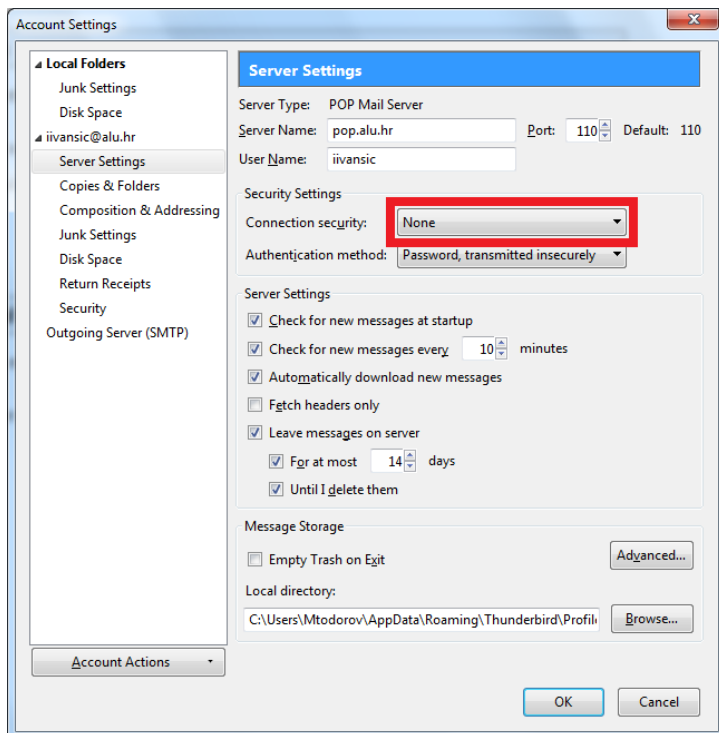 Account Settings
Local Folders
Junk Settings
Disk Space
iivansic@alu.hr
Server Settings
Copies & Folders
Composition & Addressing
Junk Settings
Disk Space
Return Receipts
Security
Outgoing Server (SMTP)
Account Actions
Server Settings
Server Type: POP Mail Server
Server Name: pop.alu.hr Port: 110 Default: 110
User Name: iivansic
Security Settings
Connection security: None
Authentication method: Password, transmitted insecurely
Server Settings
Check for new messages at startup
Check for new messages every 10 minutes
Automatically download new messages
Fetch headers only
Leave messages on server
For at most 14 days
Until I delete them
Message Storage
Empty Trash on Exit Advanced...
Local directory:
C:\Users\Mtodorov\AppData\Roaming\Thunderbird\Profil Browse...
OK Cancel